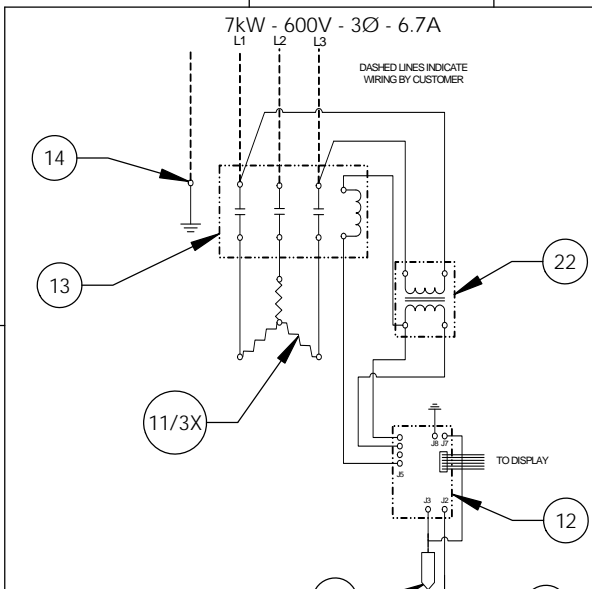 7kW - 600V - 3Ø - 6.7A
L1 L2 L3
DASHED LINES INDICATE
WIRING BY CUSTOMER
14
13
22
11/3X
J8 J7
TO DISPLAY
J5
J3 J2
12